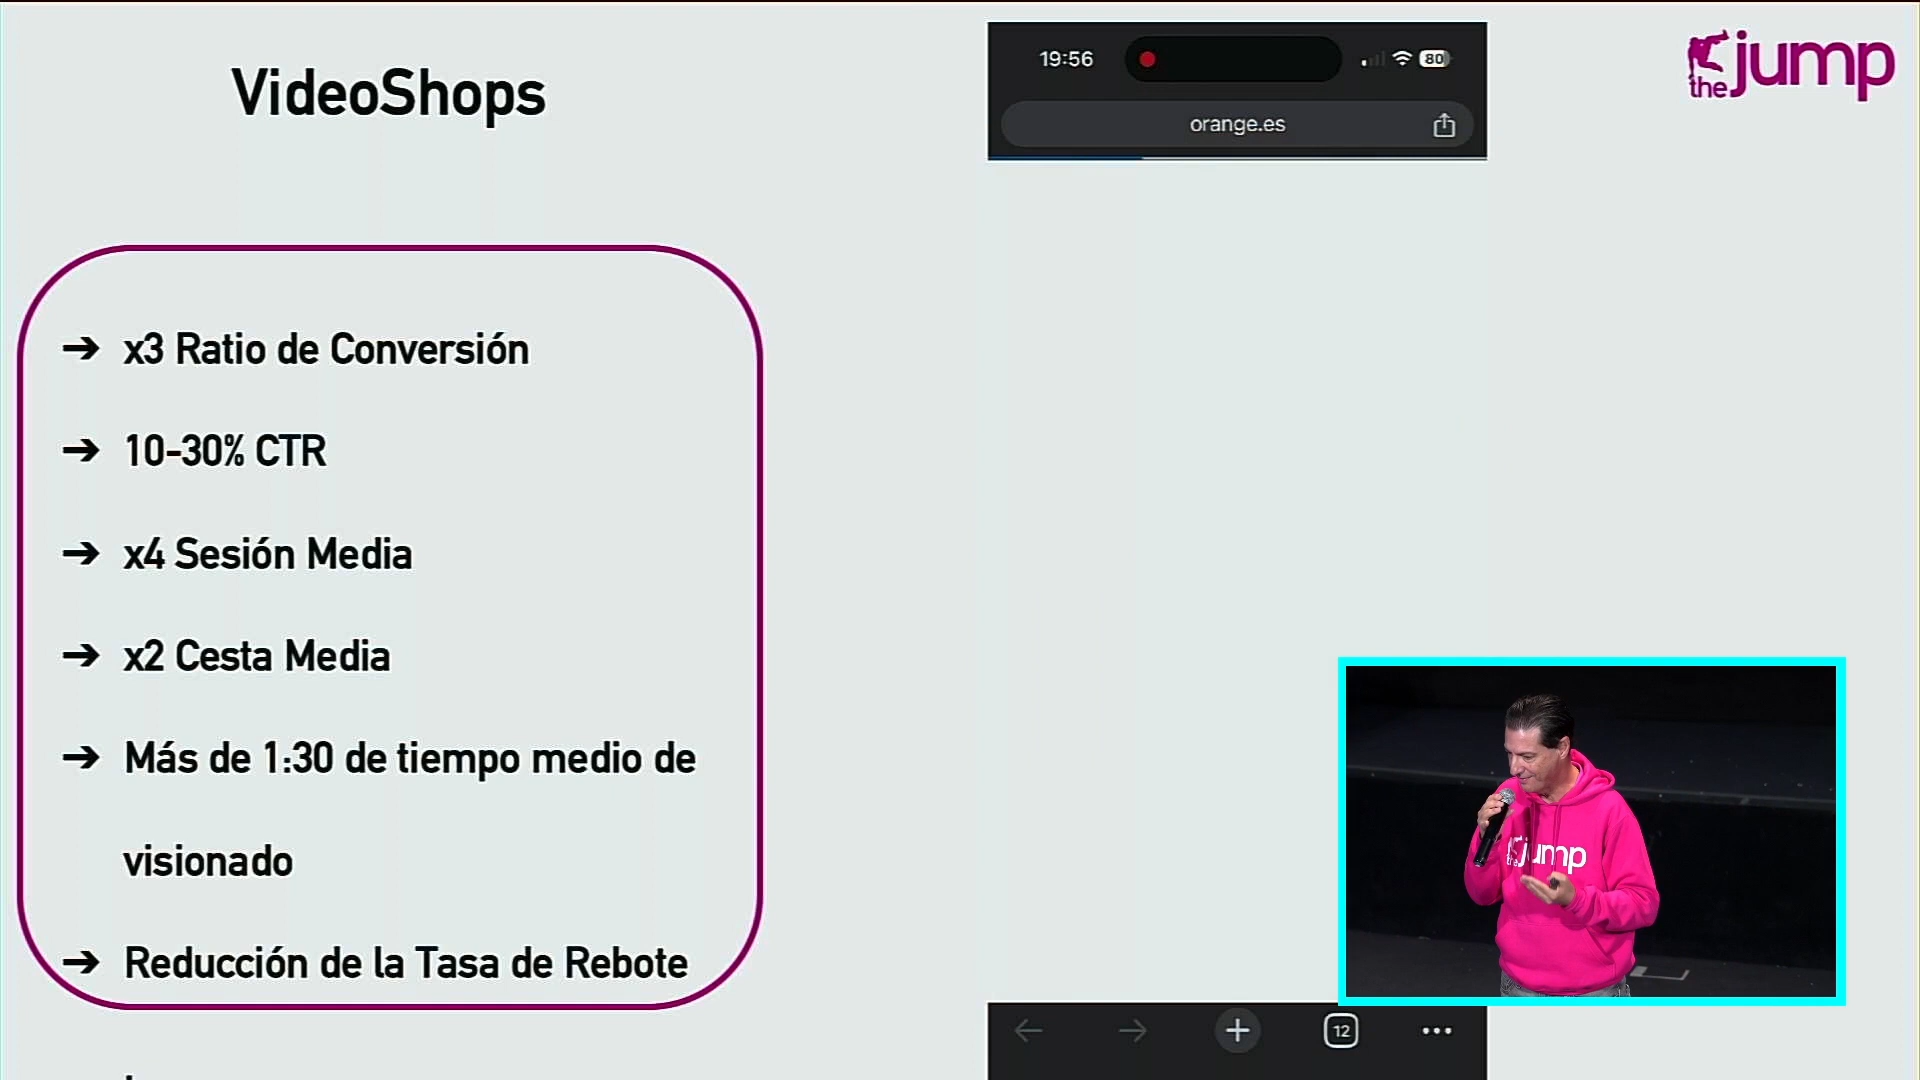 VideoShops
➔ x3 Ratio de Conversión
➔ 10-30% CTR
➔ x4 Sesión Media
➔ x2 Cesta Media
➔ Más de 1:30 de tiempo medio de
visionado
➔ Reducción de la Tasa de Rebote
19:56
80
orange.es
12
the jump
the jump